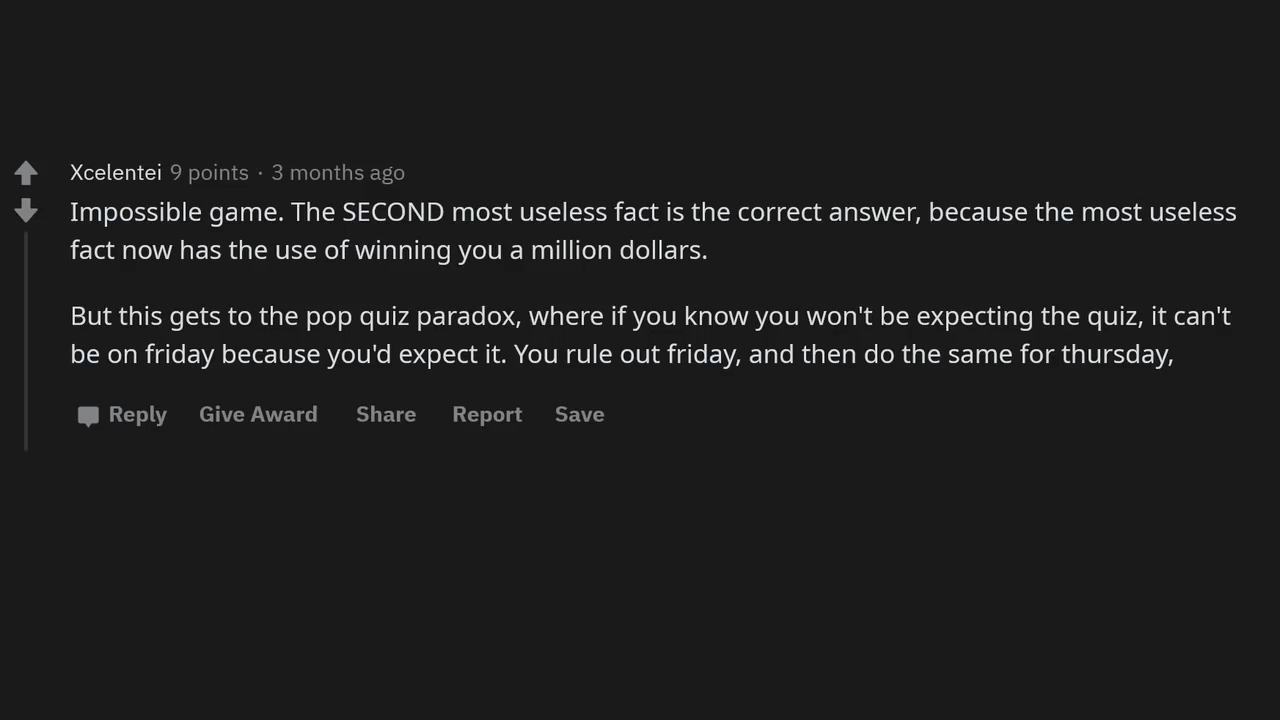 Xcelentei 9 points · 3 months ago
Impossible game. The SECOND most useless fact is the correct answer, because the most useless
fact now has the use of winning you a million dollars.
But this gets to the pop quiz paradox, where if you know you won't be expecting the quiz, it can't
be on friday because you'd expect it. You rule out friday, and then do the same for thursday,
Reply Give Award Share Report Save